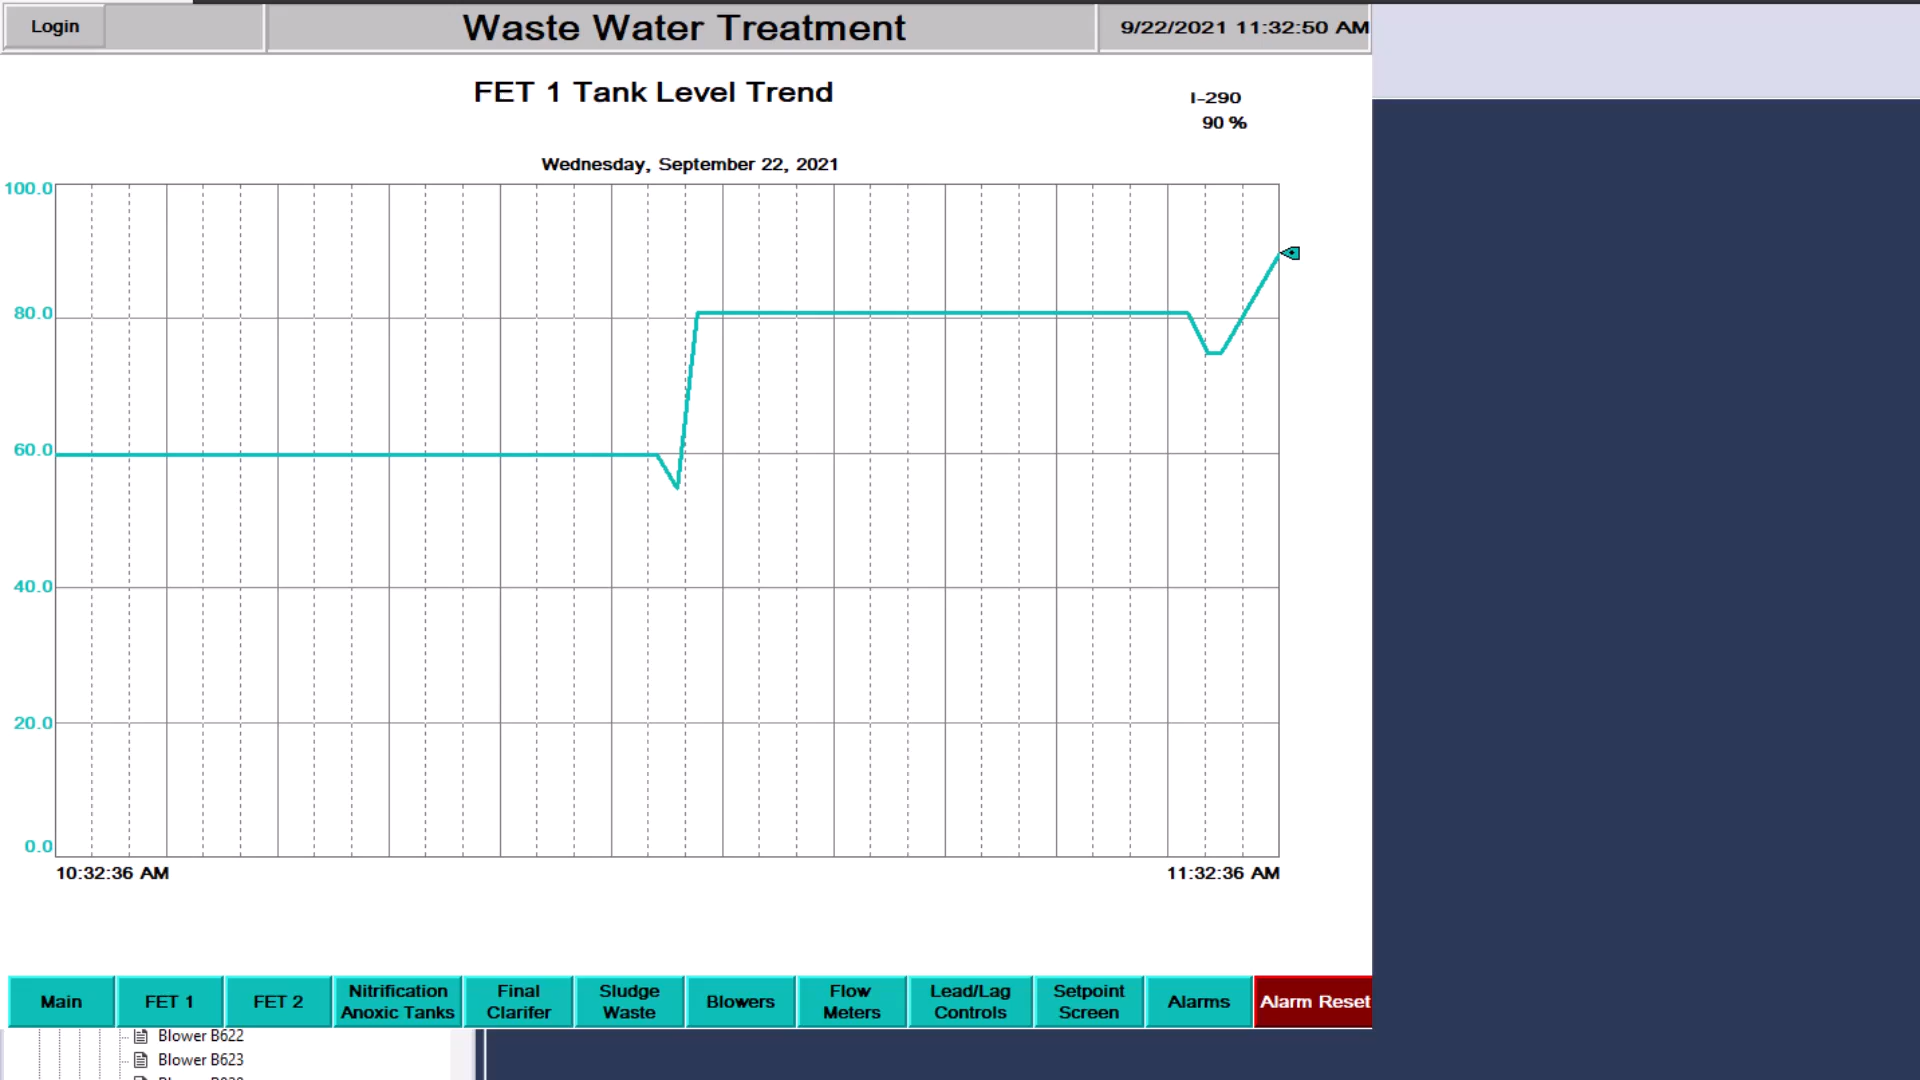 Login
Waste Water Treatment
9/22/2021 11:32:50 AM
FET 1 Tank Level Trend
I-290
90 %
Wednesday, September 22, 2021
100.0
80.0
60.0
40.0
20.0
0.0
10:32:36 AM
11:32:36 AM
Main
FET 1
FET 2
Nitrification
Anoxic Tanks
Final
Clarifer
Sludge
Waste
Blowers
Flow
Meters
Lead/Lag
Controls
Setpoint
Screen
Alarms
Alarm Reset
Blower B622
Blower B623